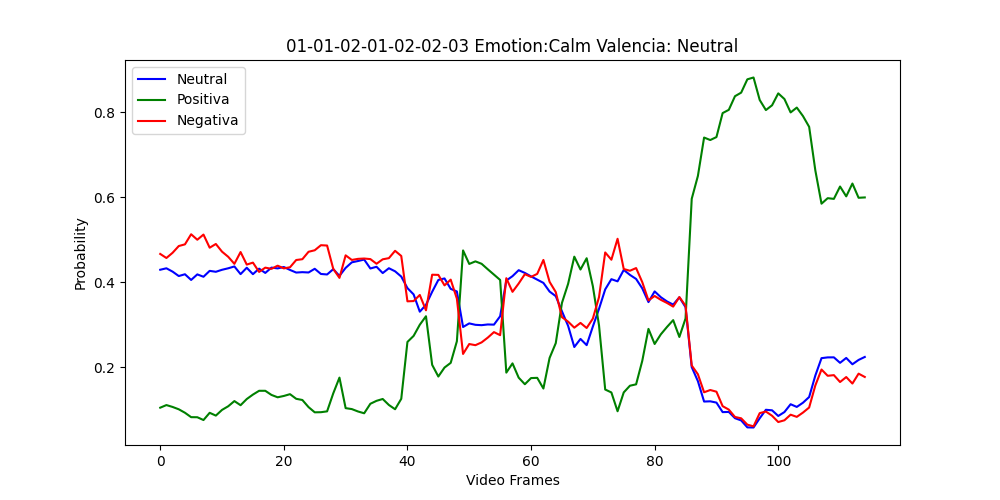 01-01-02-01-02-02-03 Emotion:Calm Valencia: Neutral
Neutral
Positiva
Negativa
Probability
0.8
0.6
0.4
0.2
0 20 40 60 80 100
Video Frames